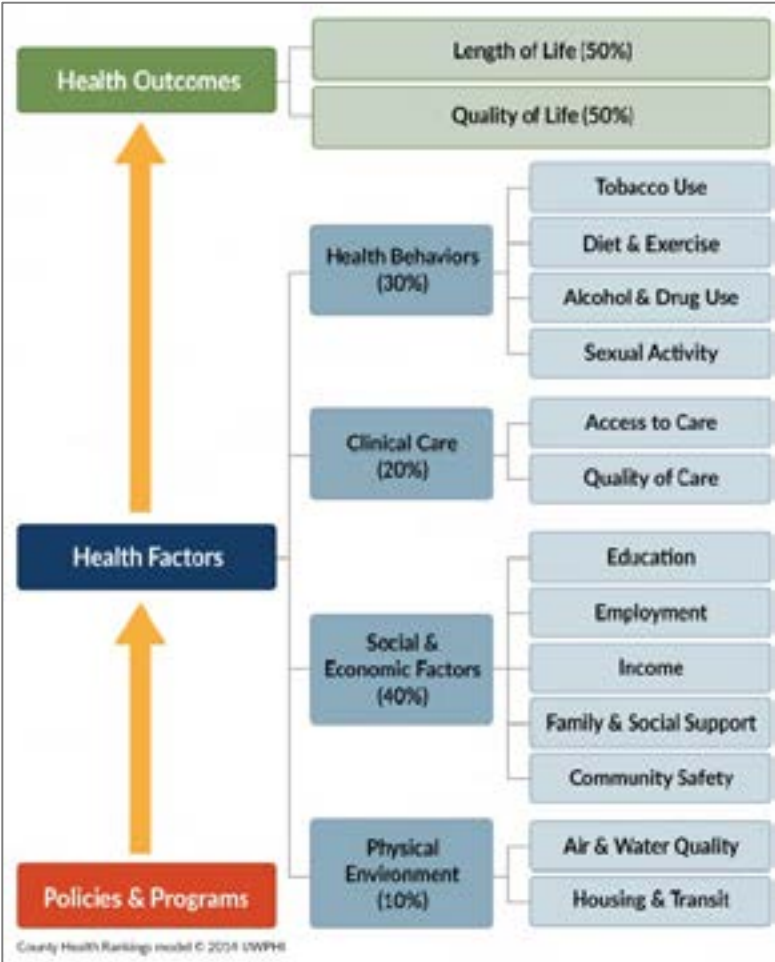 Health Outcomes
Length of Life (50%)
Quality of Life (50%)
Health Behaviors
(30%)
Tobacco Use
Diet & Exercise
Alcohol & Drug Use
Sexual Activity
Clinical Care
(20%)
Access to Care
Quality of Care
Health Factors
Social &
Economic Factors
(40%)
Education
Employment
Income
Family & Social Support
Community Safety
Physical
Environment
(10%)
Air & Water Quality
Housing & Transit
Policies & Programs
County Health Rankings model © 2014 UWPHI